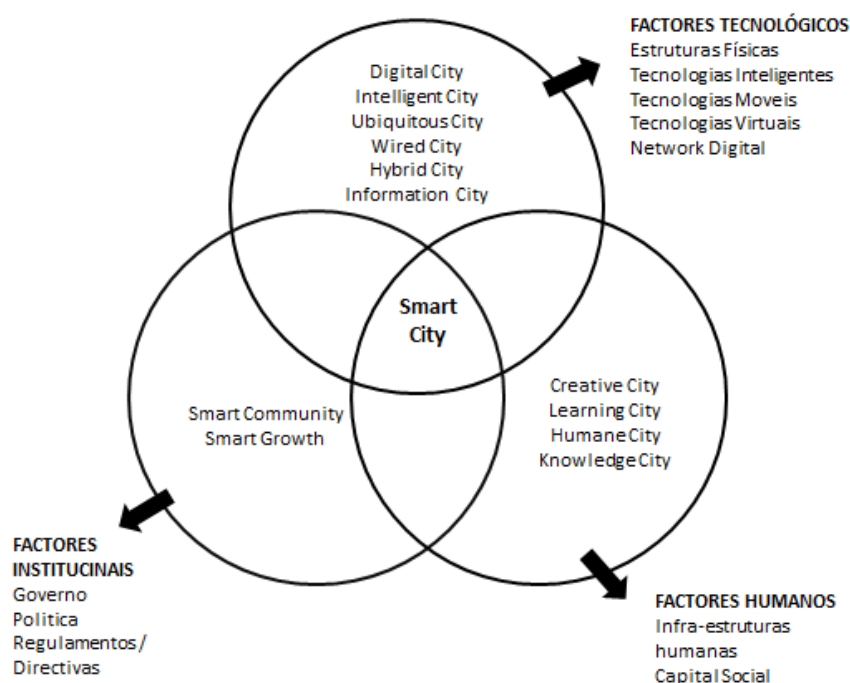 FACTORES TECNOLÓGICOS
Estruturas Físicas
Tecnologias Inteligentes
Tecnologias Moveis
Tecnologias Virtuais
Network Digital
Digital City
Intelligent City
Ubiquitous City
Wired City
Hybrid City
Information City
Smart
City
Creative City
Learning City
Humane City
Knowledge City
Smart Community
Smart Growth
FACTORES
INSTITUCINAIS
Governo
Politica
Regulamentos/
Directivas
FACTORES HUMANOS
Infra-estruturas
humanas
Capital Social